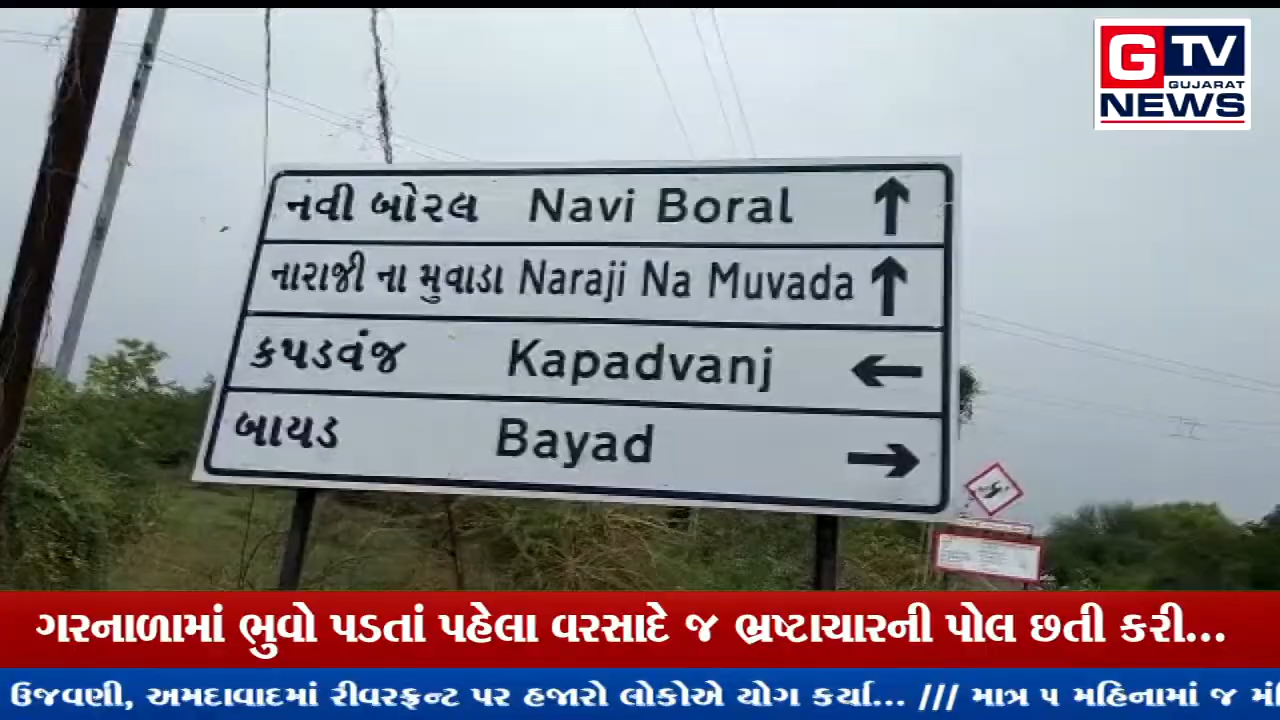 G TV
GUJARAT
NEWS
નવી બોરલ Navi Boral ↑
નારાજી ના મુવાડા Naraji Na Muvada ↑
કપડવંજ Kapadvanj ←
બાયડ Bayad →
ગરનાળામાં ભુવો પડતાં પહેલા વરસાદે જ ભ્રષ્ટાચારની પોલ છતી કરી...
ઉજવણી, અમદાવાદમાં રીવરફ્રન્ટ પર હજારો લોકોએ યોગ કર્યા... /// માત્ર ૫ મહિનામાં જ